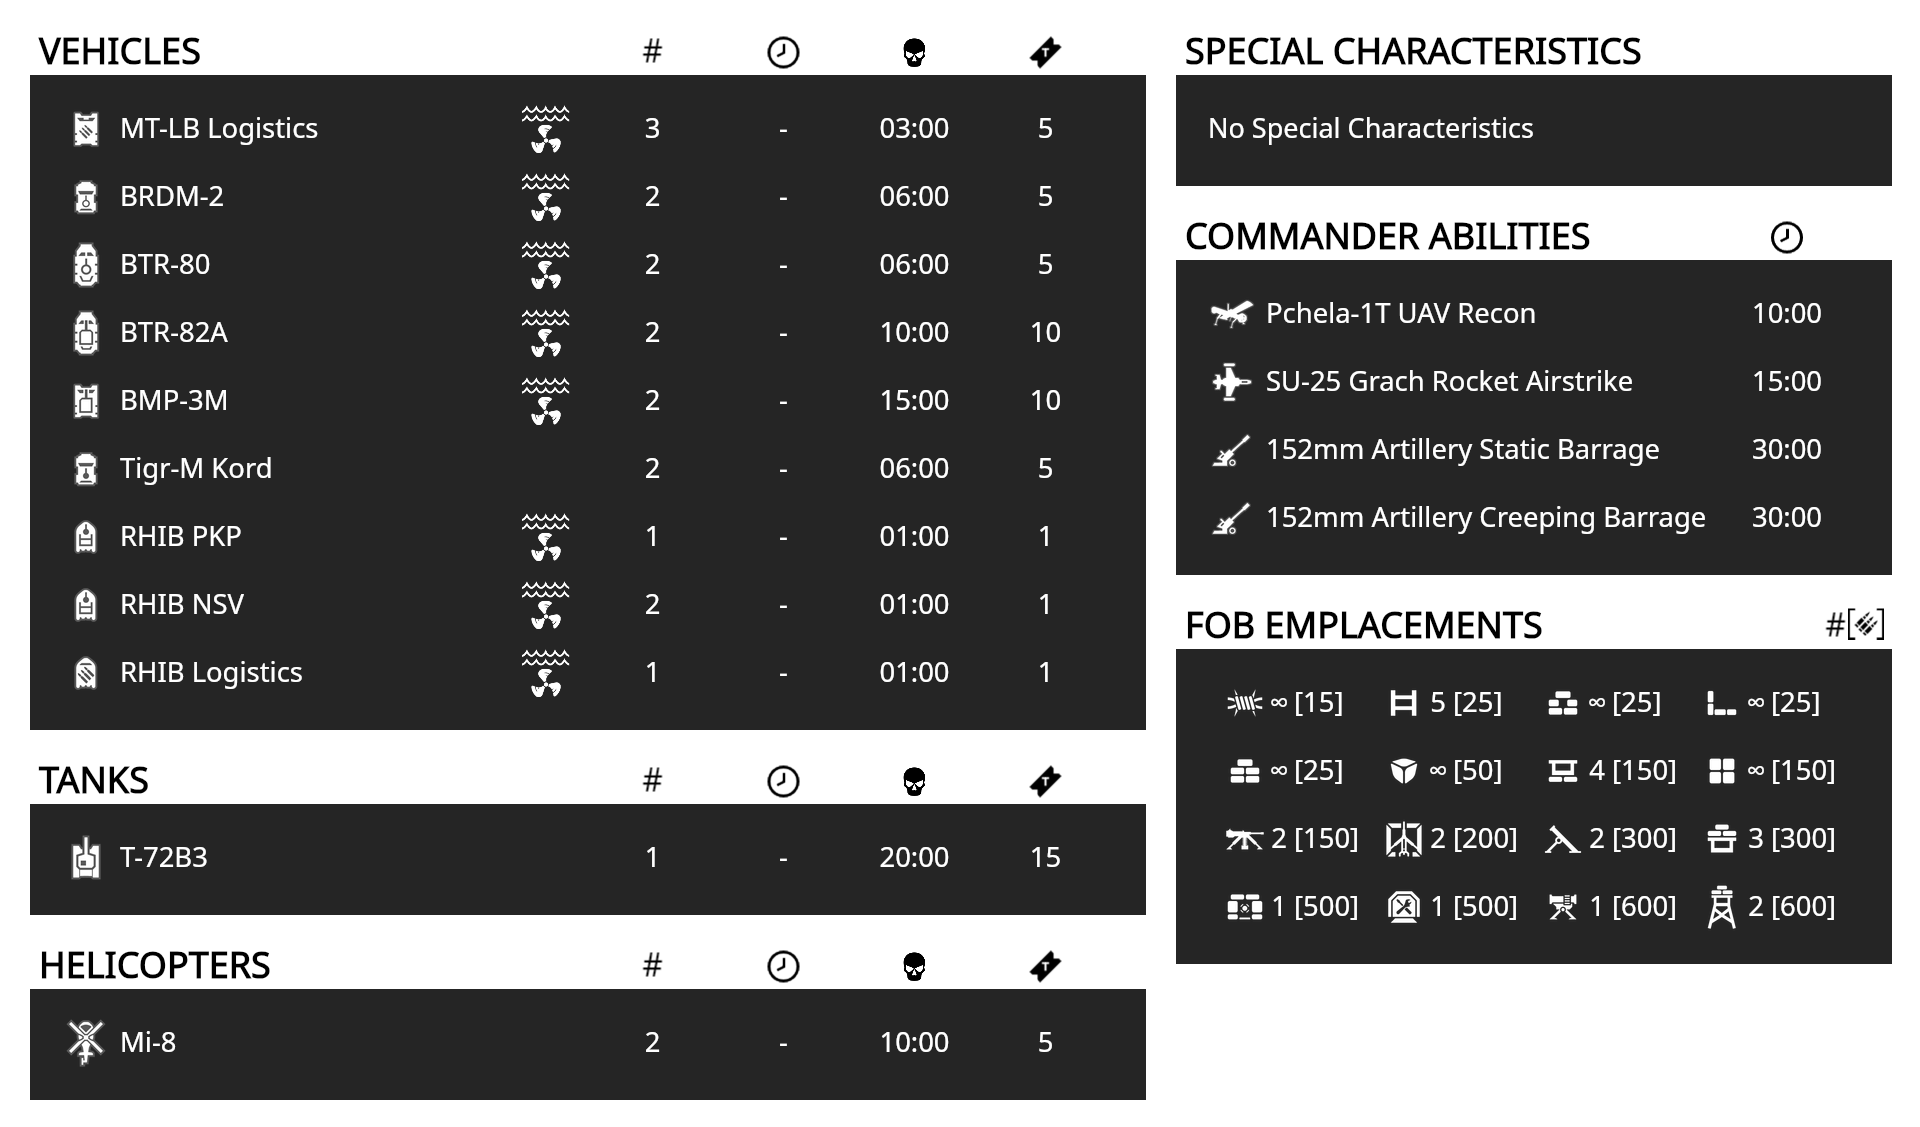 VEHICLES #
MT-LB Logistics 3 - 03:00 5
BRDM-2 2 - 06:00 5
BTR-80 2 - 06:00 5
BTR-82A 2 - 10:00 10
BMP-3M 2 - 15:00 10
Tigr-M Kord 2 - 06:00 5
RHIB PKP 1 - 01:00 1
RHIB NSV 2 - 01:00 1
RHIB Logistics 1 - 01:00 1
TANKS #
T-72B3 1 - 20:00 15
HELICOPTERS #
Mi-8 2 - 10:00 5
SPECIAL CHARACTERISTICS
No Special Characteristics
COMMANDER ABILITIES
Pchela-1T UAV Recon 10:00
SU-25 Grach Rocket Airstrike 15:00
152mm Artillery Static Barrage 30:00
152mm Artillery Creeping Barrage 30:00
FOB EMPLACEMENTS #[]
∞ [15] 5 [25] ∞ [25] ∞ [25]
∞ [25] ∞ [50] 4 [150] ∞ [150]
2 [150] 2 [200] 2 [300] 3 [300]
1 [500] 1 [500] 1 [600] 2 [600]